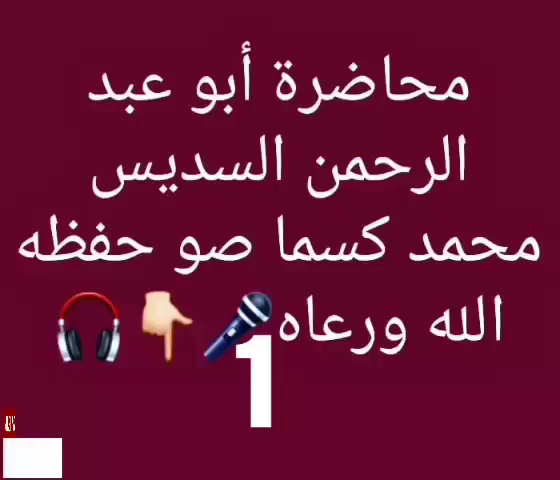 محاضرة أبو عبد
الرحمن السديس
محمد كسما صو حفظه
الله ورعاه🎤👇🏻🎧
1